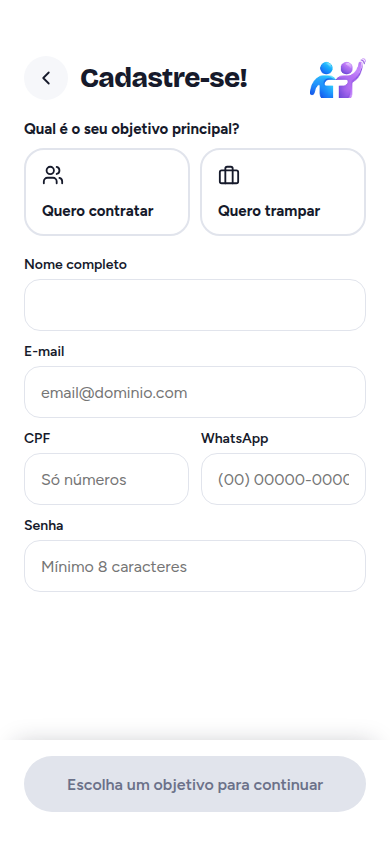 Cadastre-se!
Qual é o seu objetivo principal?
Quero contratar
Quero trampar
Nome completo
E-mail
email@dominio.com
CPF
WhatsApp
Só números
(00) 00000-0000
Senha
Mínimo 8 caracteres
Escolha um objetivo para continuar